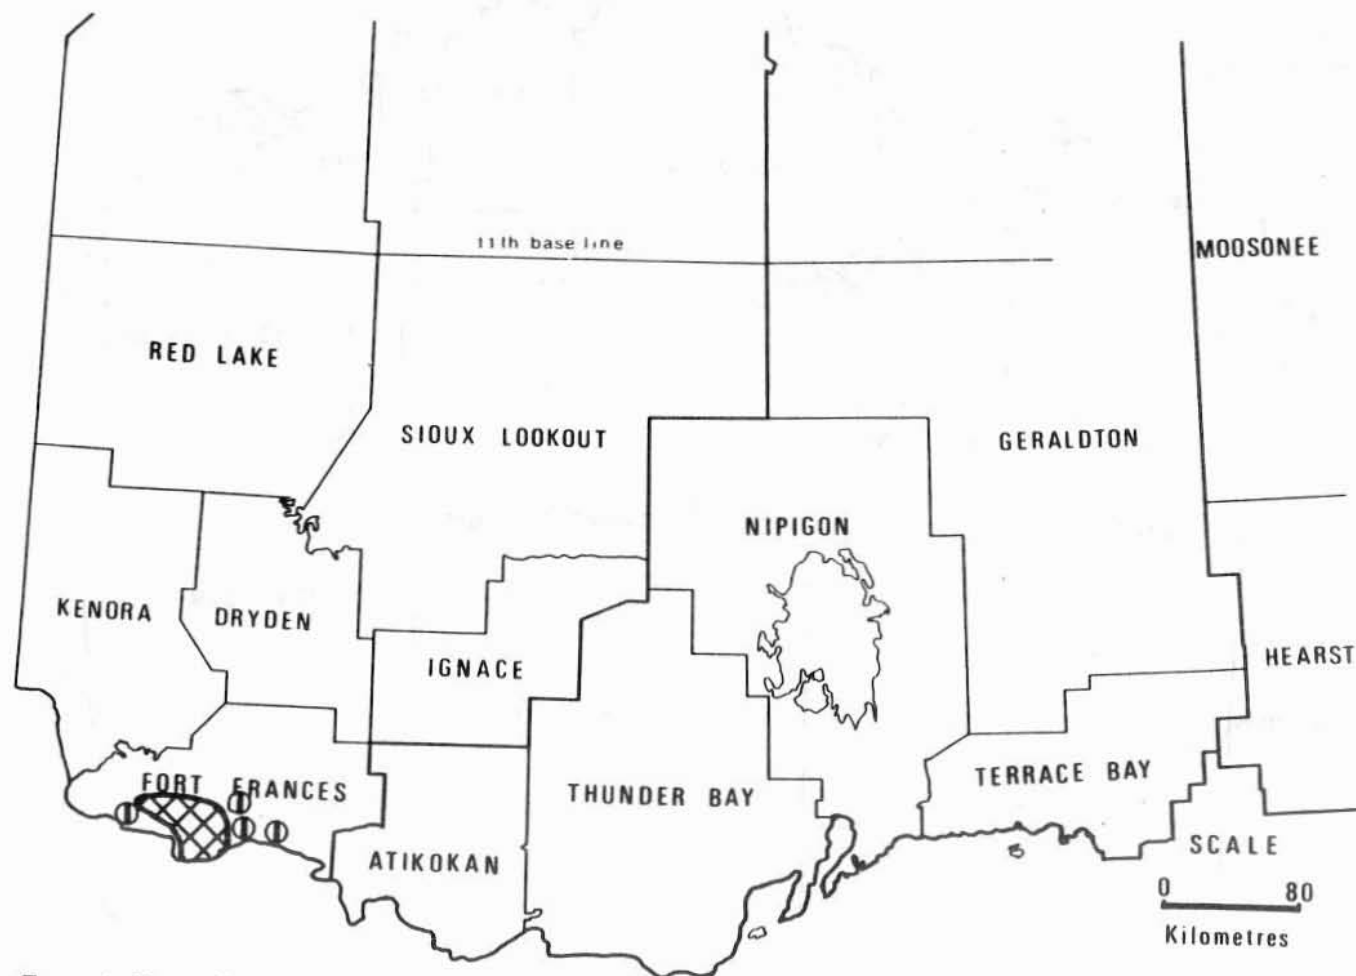 11th base line
MOOSONEE
RED LAKE
SIOUX LOOKOUT
GERALDTON
NIPIGON
KENORA
DRYDEN
IGNACE
HEARST
FORT FRANCES
THUNDER BAY
TERRACE BAY
ATIKOKAN
SCALE
0 80
Kilometres